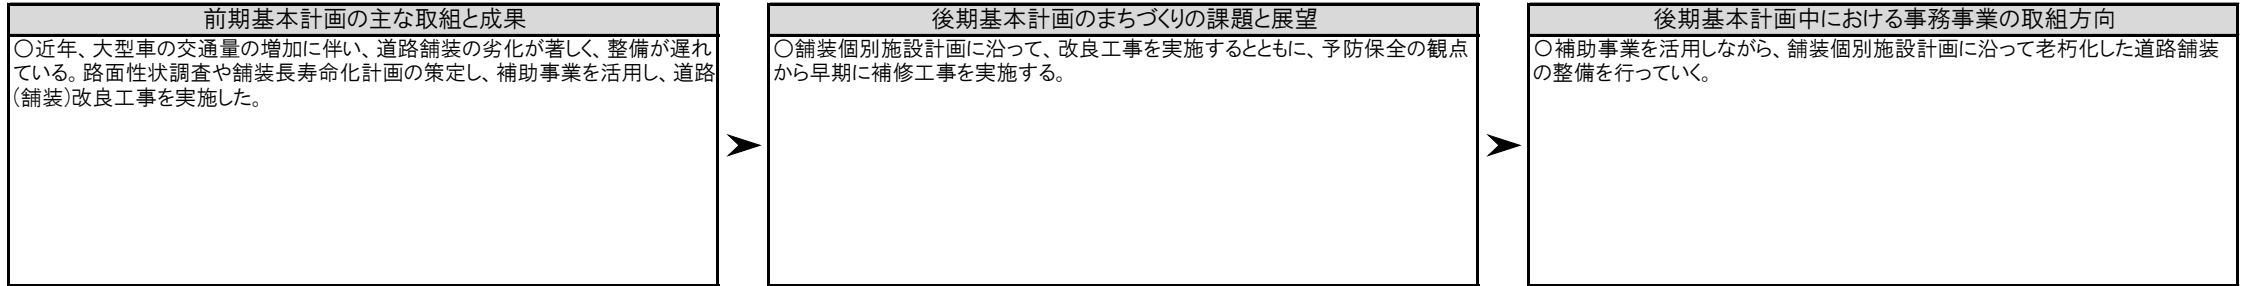 前期基本計画の主な取組と成果
○近年、大型車の交通量の増加に伴い、道路舗装の劣化が著しく、整備が遅れ
ている。路面性状調査や舗装長寿命化計画の策定し、補助事業を活用し、道路
(舗装)改良工事を実施した。
後期基本計画のまちづくりの課題と展望
○舗装個別施設計画に沿って、改良工事を実施するとともに、予防保全の観点
から早期に補修工事を実施する。
後期基本計画中における事務事業の取組方向
○補助事業を活用しながら、舗装個別施設計画に沿って老朽化した道路舗装
の整備を行っていく。